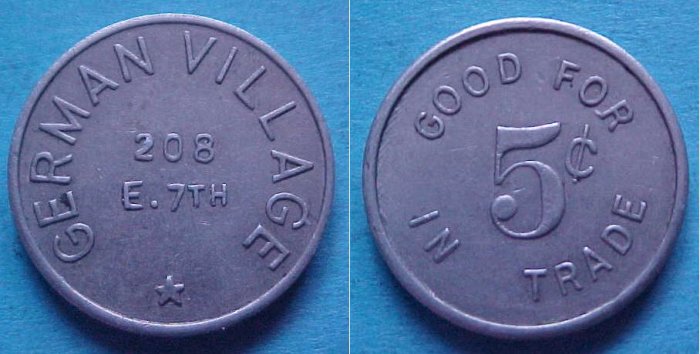 GERMAN VILLAGE
208
E. 7TH
GOOD FOR
5¢
IN TRADE